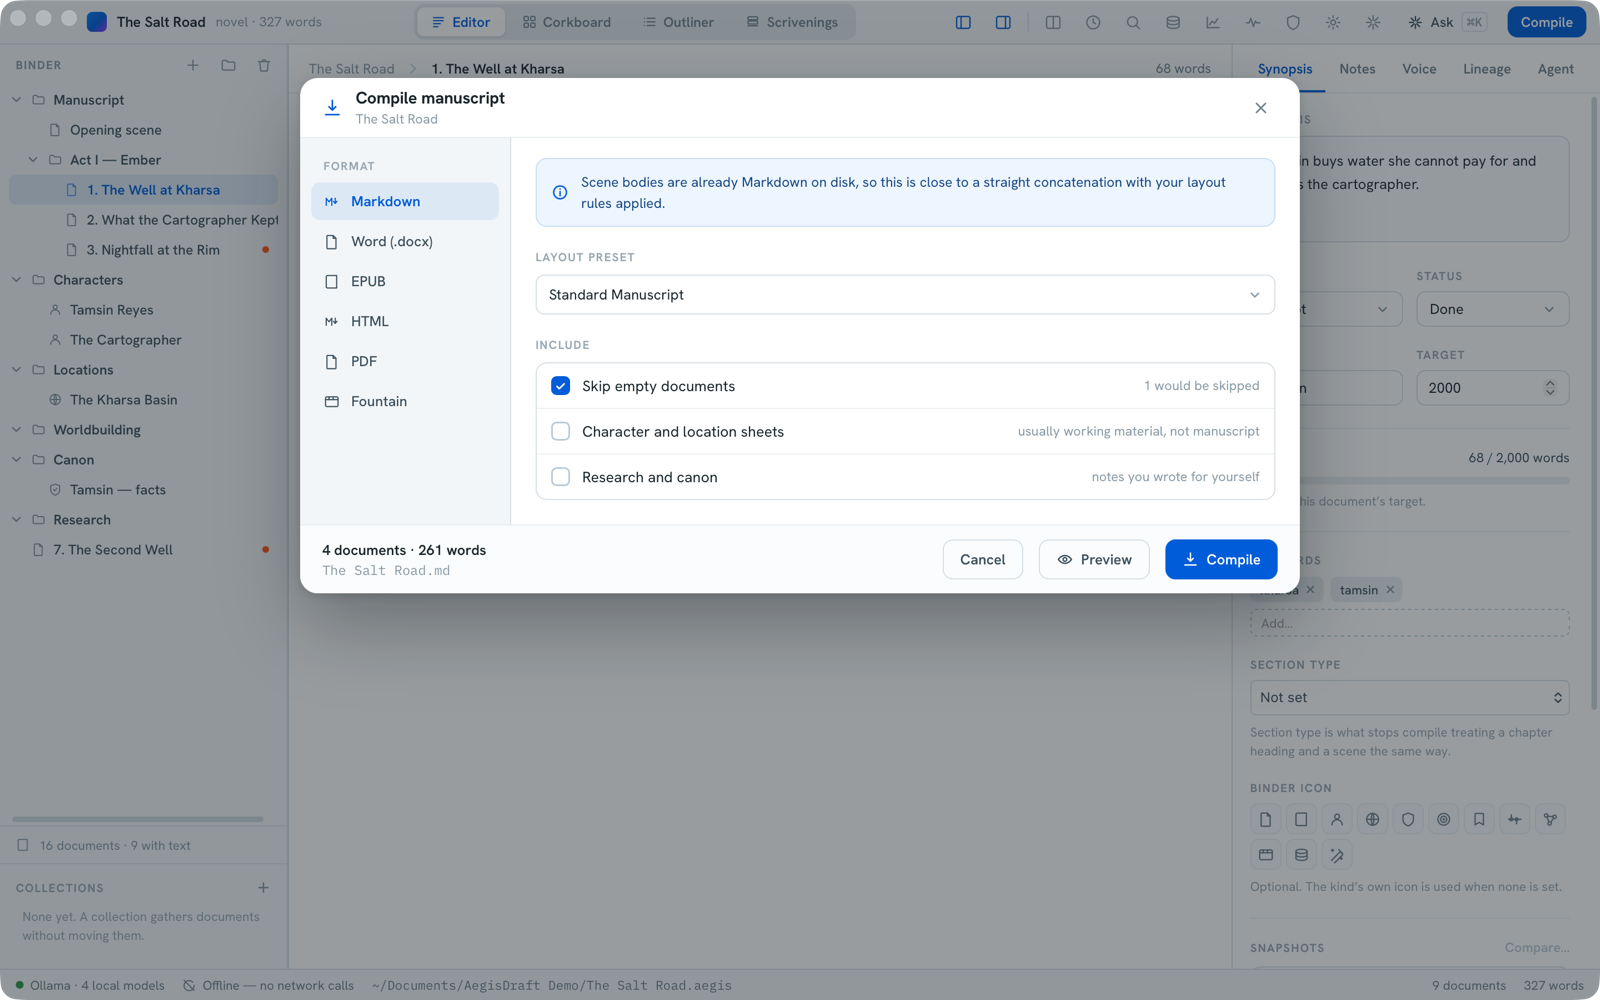 The Salt Road novel · 327 words
Editor Corkboard Outliner Scrivenings
Ask ⌘K Compile
BINDER
Manuscript
Opening scene
Act I — Ember
1. The Well at Kharsa
2. What the Cartographer Kept
3. Nightfall at the Rim
Characters
Tamsin Reyes
The Cartographer
Locations
The Kharsa Basin
Worldbuilding
Canon
Tamsin — facts
Research
7. The Second Well
16 documents · 9 with text
COLLECTIONS
None yet. A collection gathers documents
without moving them.
The Salt Road > 1. The Well at Kharsa 68 words
Compile manuscript
The Salt Road
FORMAT
Markdown
Word (.docx)
EPUB
HTML
PDF
Fountain
Scene bodies are already Markdown on disk, so this is close to a straight concatenation with your layout
rules applied.
LAYOUT PRESET
Standard Manuscript
INCLUDE
Skip empty documents 1 would be skipped
Character and location sheets usually working material, not manuscript
Research and canon notes you wrote for yourself
4 documents · 261 words
The Salt Road.md
Cancel Preview Compile
Synopsis Notes Voice Lineage Agent
buys water she cannot pay for and
the cartographer.
STATUS
Done
TARGET
2000
68 / 2,000 words
this document's target.
tamsin
Add...
SECTION TYPE
Not set
Section type is what stops compile treating a chapter
heading and a scene the same way.
BINDER ICON
Optional. The kind's own icon is used when none is set.
SNAPSHOTS Compare...
Ollama · 4 local models Offline — no network calls ~/Documents/AegisDraft Demo/The Salt Road.aegis
9 documents 327 words